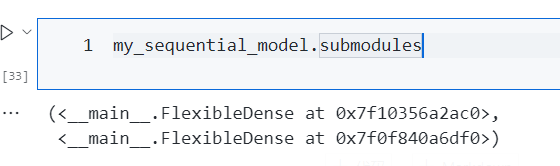 1 my_sequential_model.submodules
[33]
... (<__main__.FlexibleDense at 0x7f10356a2ac0>,
<__main__.FlexibleDense at 0x7f0f840a6df0>)